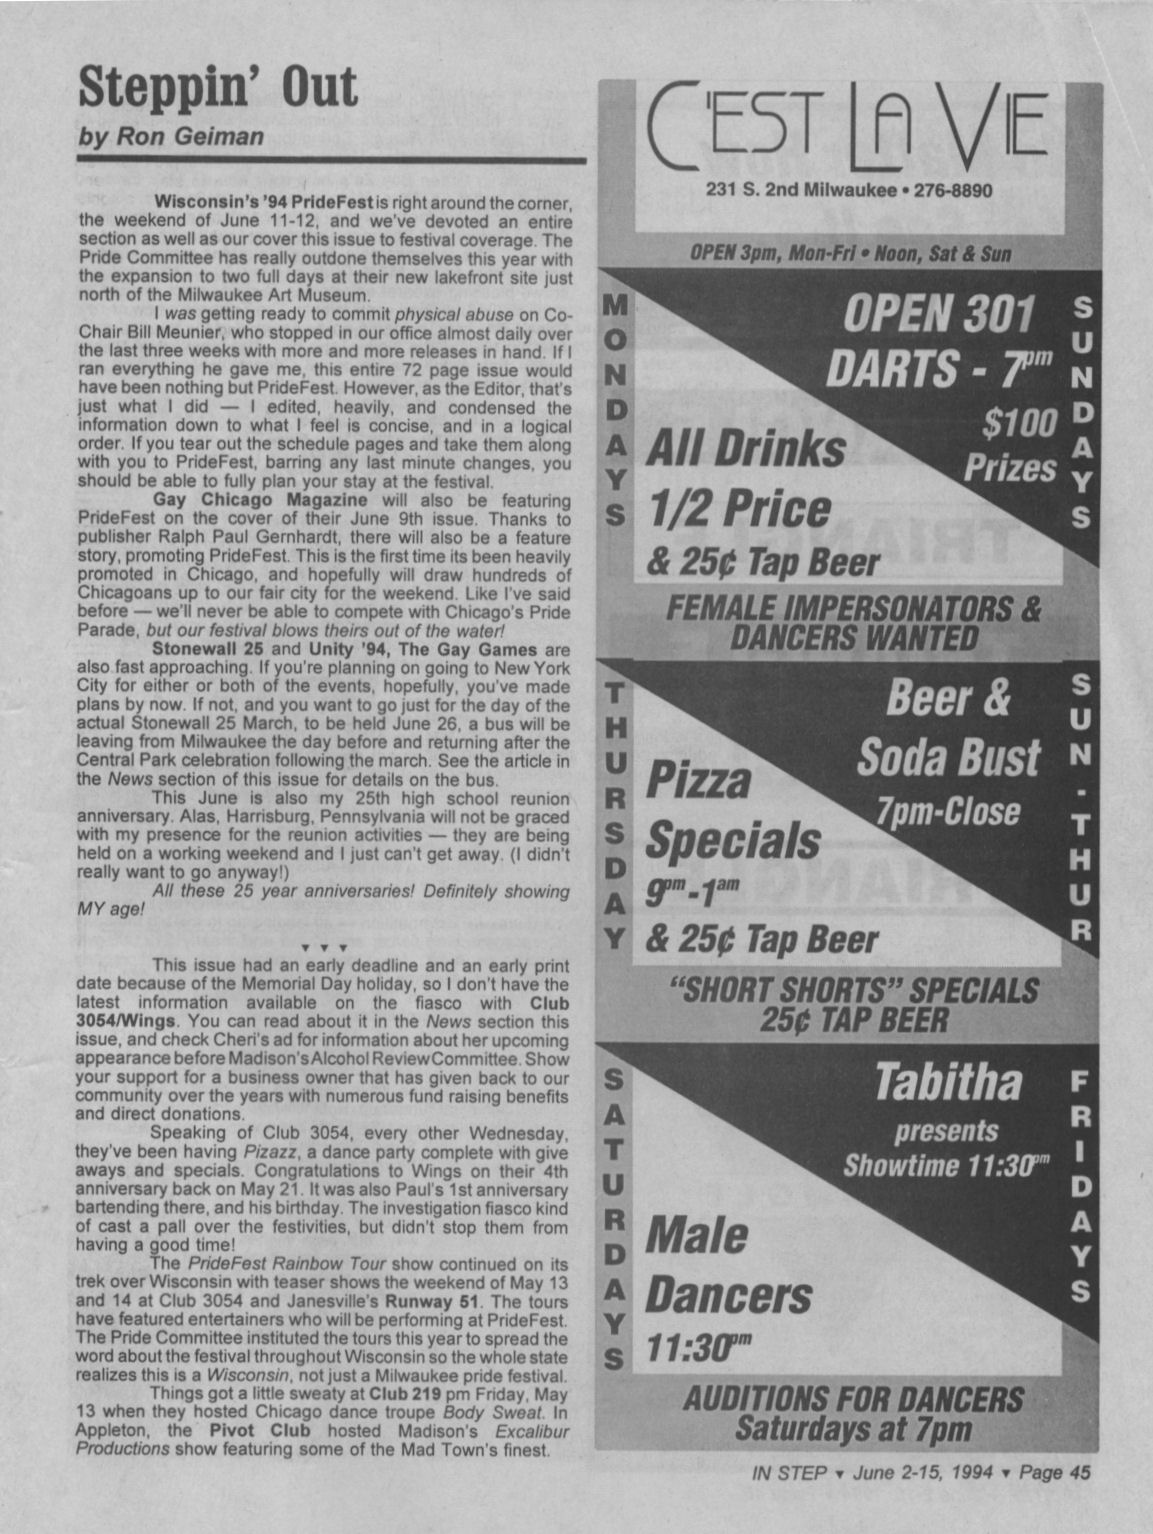 Steppin' Out
by Ron Geiman
Wisconsin's '94 PrideFest is right around the corner,
the weekend of June 11-12, and we've devoted an entire
section as well as our cover this issue to festival coverage. The
Pride Committee has really outdone themselves this year with
the expansion to two full days at their new lakefront site just
north of the Milwaukee Art Museum.
I was getting ready to commit physical abuse on Co-
Chair Bill Meunier, who stopped in our office almost daily over
the last three weeks with more and more releases in hand. If I
ran everything he gave me, this entire 72 page issue would
have been nothing but PrideFest. However, as the Editor, that's
just what I did — I edited, heavily, and condensed the
information down to what I feel is concise, and in a logical
order. If you tear out the schedule pages and take them along
with you to PrideFest, barring any last minute changes, you
should be able to fully plan your stay at the festival.
Gay Chicago Magazine will also be featuring
PrideFest on the cover of their June 9th issue. Thanks to
publisher Ralph Paul Gernhardt, there will also be a feature
story, promoting PrideFest. This is the first time its been heavily
promoted in Chicago, and hopefully will draw hundreds of
Chicagoans up to our fair city for the weekend. Like I've said
before — we'll never be able to compete with Chicago's Pride
Parade, but our festival blows theirs out of the water!
Stonewall 25 and Unity '94, The Gay Games are
also fast approaching. If you're planning on going to New York
City for either or both of the events, hopefully, you've made
plans by now. If not, and you want to go just for the day of the
actual Stonewall 25 March, to be held June 26, a bus will be
leaving from Milwaukee the day before and returning after the
Central Park celebration following the march. See the article in
the News section of this issue for details on the bus.
This June is also my 25th high school reunion
anniversary. Alas, Harrisburg, Pennsylvania will not be graced
with my presence for the reunion activities — they are being
held on a working weekend and I just can't get away. (I didn't
really want to go anyway!)
All these 25 year anniversaries! Definitely showing
MY age!
▼ ▼ ▼
This issue had an early deadline and an early print
date because of the Memorial Day holiday, so I don't have the
latest information available on the fiasco with Club
3054/Wings. You can read about it in the News section this
issue, and check Cheri's ad for information about her upcoming
appearance before Madison's Alcohol Review Committee. Show
your support for a business owner that has given back to our
community over the years with numerous fund raising benefits
and direct donations.
Speaking of Club 3054, every other Wednesday,
they've been having Pizazz, a dance party complete with give
aways and specials. Congratulations to Wings on their 4th
anniversary back on May 21. It was also Paul's 1st anniversary
bartending there, and his birthday. The investigation fiasco kind
of cast a pall over the festivities, but didn't stop them from
having a good time!
The PrideFest Rainbow Tour show continued on its
trek over Wisconsin with teaser shows the weekend of May 13
and 14 at Club 3054 and Janesville's Runway 51. The tours
have featured entertainers who will be performing at PrideFest.
The Pride Committee instituted the tours this year to spread the
word about the festival throughout Wisconsin so the whole state
realizes this is a Wisconsin, not just a Milwaukee pride festival.
Things got a little sweaty at Club 219 pm Friday, May
13 when they hosted Chicago dance troupe Body Sweat. In
Appleton, the Pivot Club hosted Madison's Excalibur
Productions show featuring some of the Mad Town's finest.
C'EST LA VIE
231 S. 2nd Milwaukee • 276-8890
OPEN 3pm, Mon-Fri • Noon, Sat & Sun
MONDAYS
All Drinks
1/2 Price
& 25¢ Tap Beer
SUNDAYS
OPEN 301
DARTS - 7pm
$100
Prizes
FEMALE IMPERSONATORS &
DANCERS WANTED
THURSDAY
Pizza
Specials
9pm-1am
& 25¢ Tap Beer
SUN-THUR
Beer &
Soda Bust
7pm-Close
"SHORT SHORTS" SPECIALS
25¢ TAP BEER
SATURDAYS
Male
Dancers
11:30pm
FRIDAYS
Tabitha
presents
Showtime 11:30pm
AUDITIONS FOR DANCERS
Saturdays at 7pm
IN STEP ▼ June 2-15, 1994 ▼ Page 45